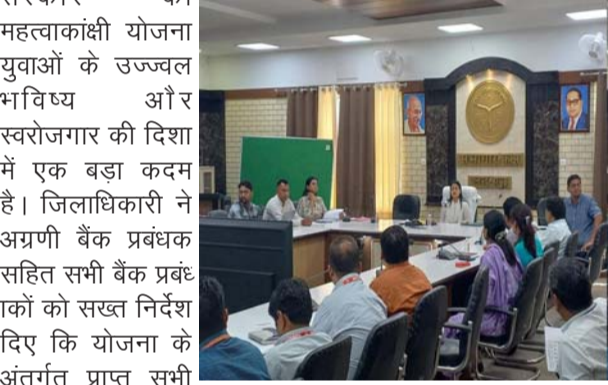 महत्वाकांक्षी योजना
युवाओं के उज्ज्वल
भविष्य और
स्वरोजगार की दिशा
में एक बड़ा कदम
है। जिलाधिकारी ने
अग्रणी बैंक प्रबंधक
सहित सभी बैंक प्रबंध
ाकों को सख्त निर्देश
दिए कि योजना के
अंतर्गत प्राप्त सभी